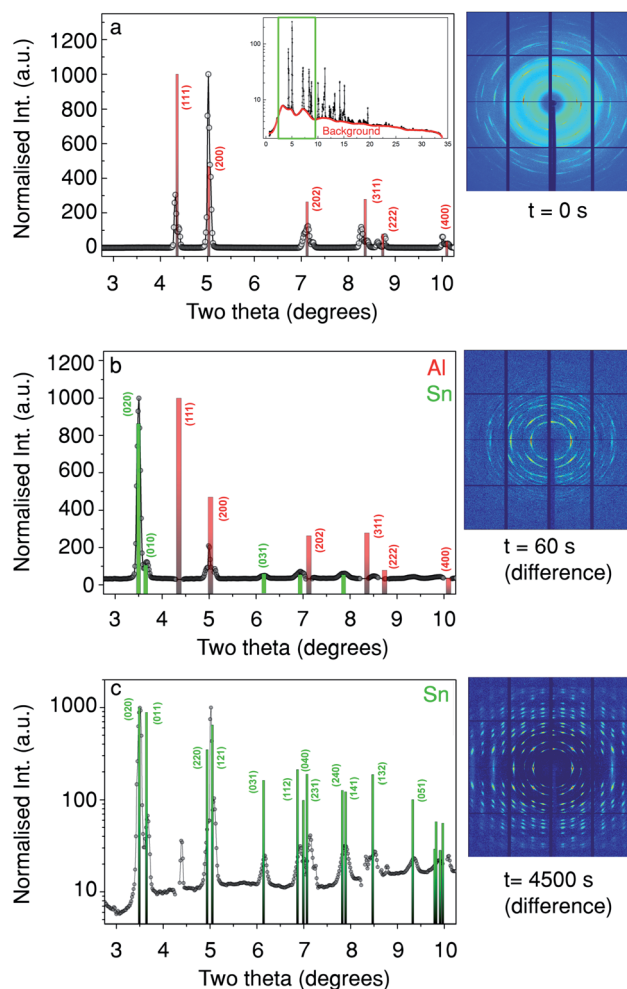 a
1200
1000
800
600
400
200
0
Normalised Int. (a.u.)
(111)
(200)
(202)
(311)
(222)
(400)
100
10
0 5 10 15 20 25 30 35
Background
3 4 5 6 7 8 9 10
Two theta (degrees)
t = 0 s
b
Al
Sn
1200
1000
800
600
400
200
0
Normalised Int. (a.u.)
(020)
(010)
(111)
(200)
(031)
(202)
(311)
(222)
(400)
3 4 5 6 7 8 9 10
Two theta (degrees)
t = 60 s
(difference)
c
Sn
1000
100
10
Normalised Int. (a.u.)
(020)
(011)
(220)
(121)
(031)
(112)
(040)
(231)
(240)
(141)
(132)
(051)
3 4 5 6 7 8 9 10
Two theta (degrees)
t= 4500 s
(difference)